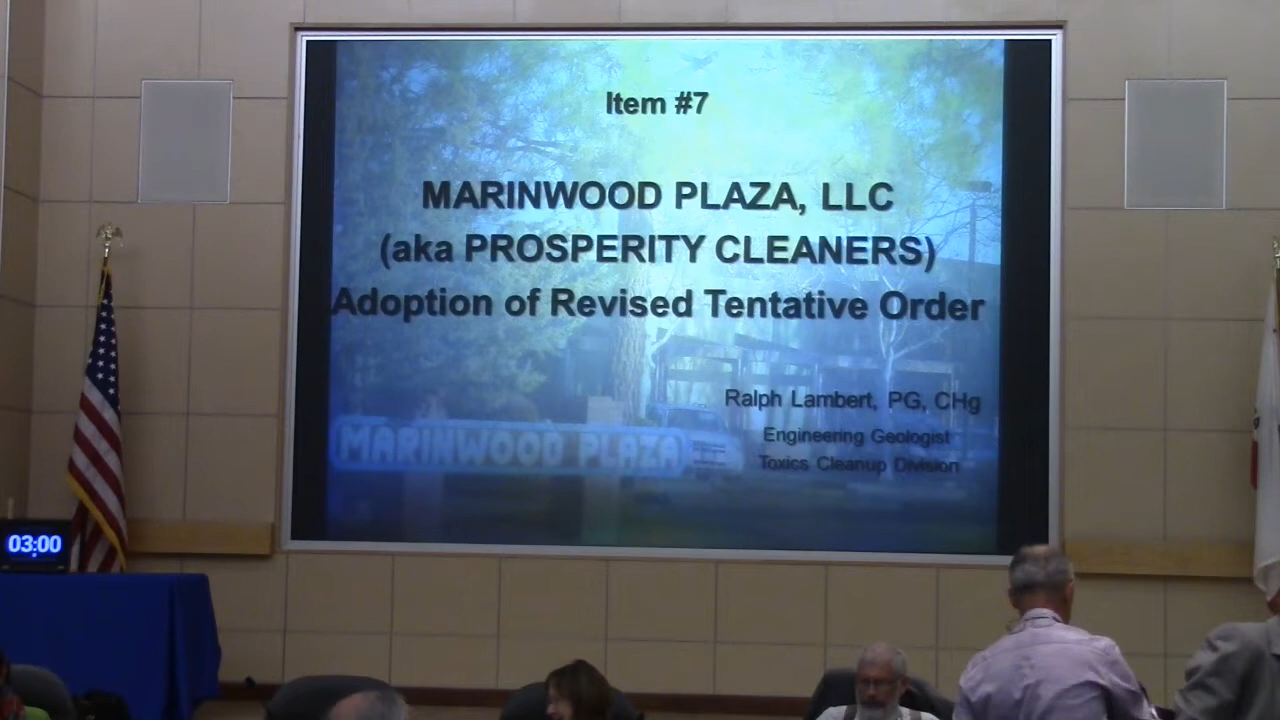 Item #7
MARINWOOD PLAZA, LLC
(aka PROSPERITY CLEANERS)
Adoption of Revised Tentative Order
Ralph Lambert, PG, CHg
Engineering Geologist
Toxics Cleanup Division
MARINWOOD PLAZA
03:00